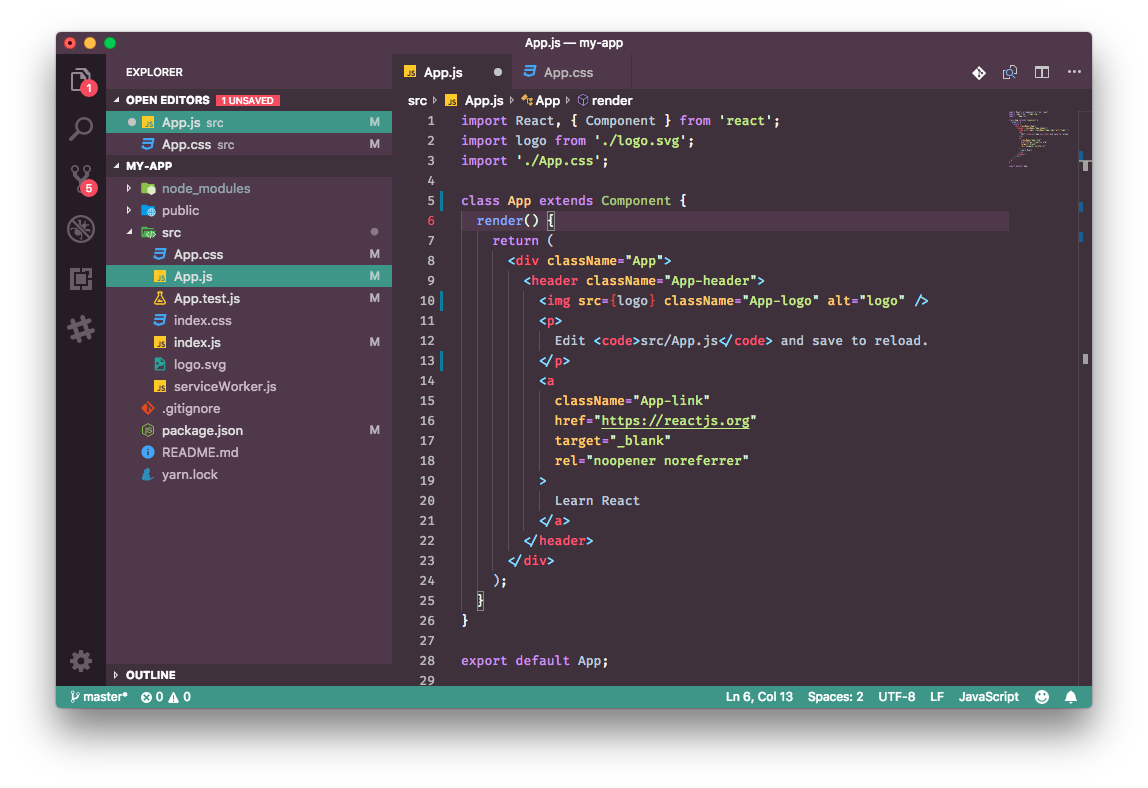 App.js — my-app
EXPLORER
OPEN EDITORS 1 UNSAVED
App.js src M
App.css src M
MY-APP
node_modules
public
src
App.css M
App.js M
App.test.js M
index.css
index.js M
logo.svg
serviceWorker.js
.gitignore
package.json M
README.md
yarn.lock
OUTLINE
1
5
App.js
App.css
src App.js App render
1 import React, { Component } from 'react';
2 import logo from './logo.svg';
3 import './App.css';
4
5 class App extends Component {
6 render() {
7 return (
8 <div className="App">
9 <header className="App-header">
10 <img src={logo} className="App-logo" alt="logo" />
11 <p>
12 Edit <code>src/App.js</code> and save to reload.
13 </p>
14 <a
15 className="App-link"
16 href="https://reactjs.org"
17 target="_blank"
18 rel="noopener noreferrer"
19 >
20 Learn React
21 </a>
22 </header>
23 </div>
24 );
25 }
26 }
27
28 export default App;
29
master* 0 0 Ln 6, Col 13 Spaces: 2 UTF-8 LF JavaScript